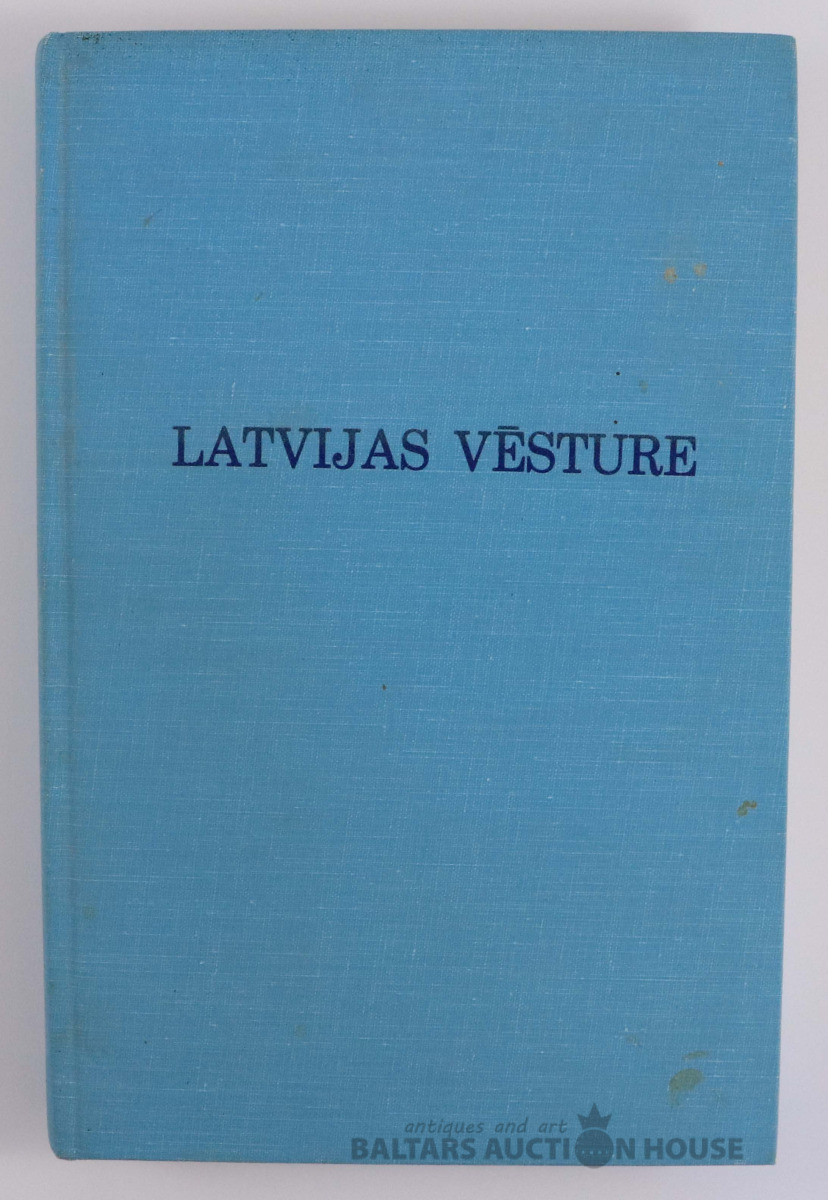 LATVIJAS VĒSTURE
antiques and art
BALTARS AUCTION HOUSE